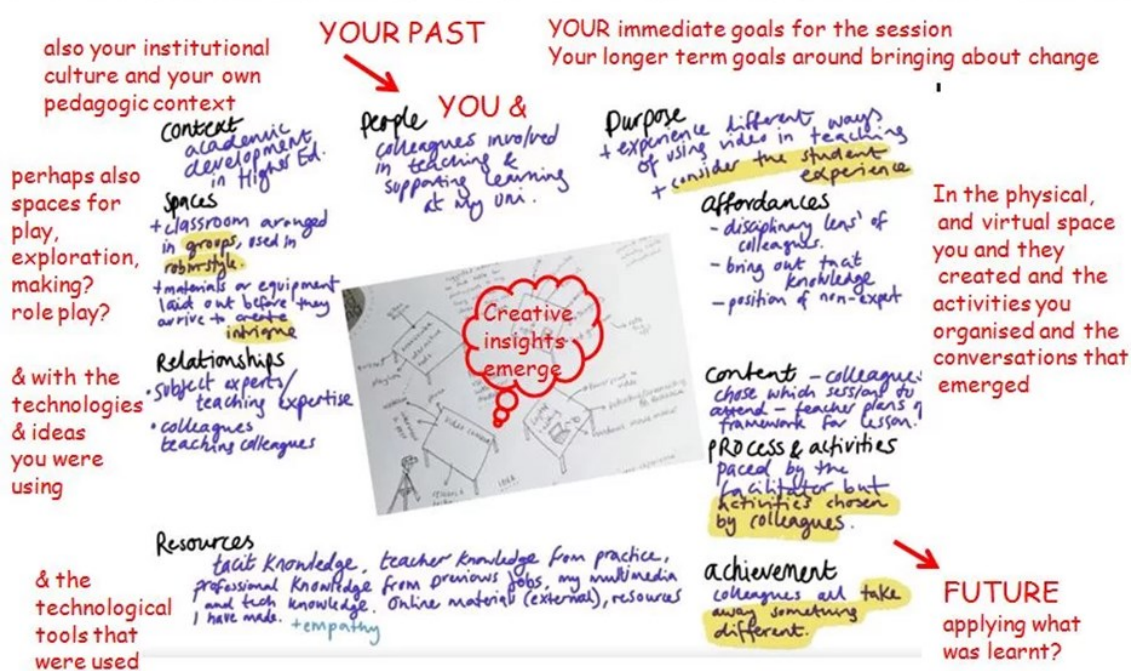 also your institutional
culture and your own
pedagogic context
YOUR PAST
YOUR immediate goals for the session
Your longer term goals around bringing about change
Context
academic
development
in Higher Ed.
People
YOU &
colleagues involved
in teaching &
supporting learning
at my uni.
Purpose
+ experience different ways
of using video in teaching
+ consider the student
experience
perhaps also
spaces for
play,
exploration,
making?
role play?
Spaces
+ classroom arranged
in groups, used in
robin-style.
+ materials or equipment
laid out before they
arrive to create
intrigue
affordances
- disciplinary lens' of
colleagues.
- bring out tacit
knowledge
- position of non-expert
In the physical,
and virtual space
you and they
created and the
activities you
organised and the
conversations that
emerged
Creative
insights
emerge
& with the
technologies
& ideas
you were
using
Relationships
• subject experts/
teaching expertise
• colleagues
teaching colleagues
Content - colleagues
chose which sessions to
attend - teacher plans
framework for lesson.
PROCESS & activities
paced by the
facilitator but
activities chosen
by colleagues.
Resources
tacit knowledge, teacher knowledge from practice,
professional knowledge from previous jobs, my multimedia
and tech knowledge. Online material (external), resources
I have made. +empathy
& the
technological
tools that
were used
achievement
colleagues all take
away something
different.
FUTURE
applying what
was learnt?